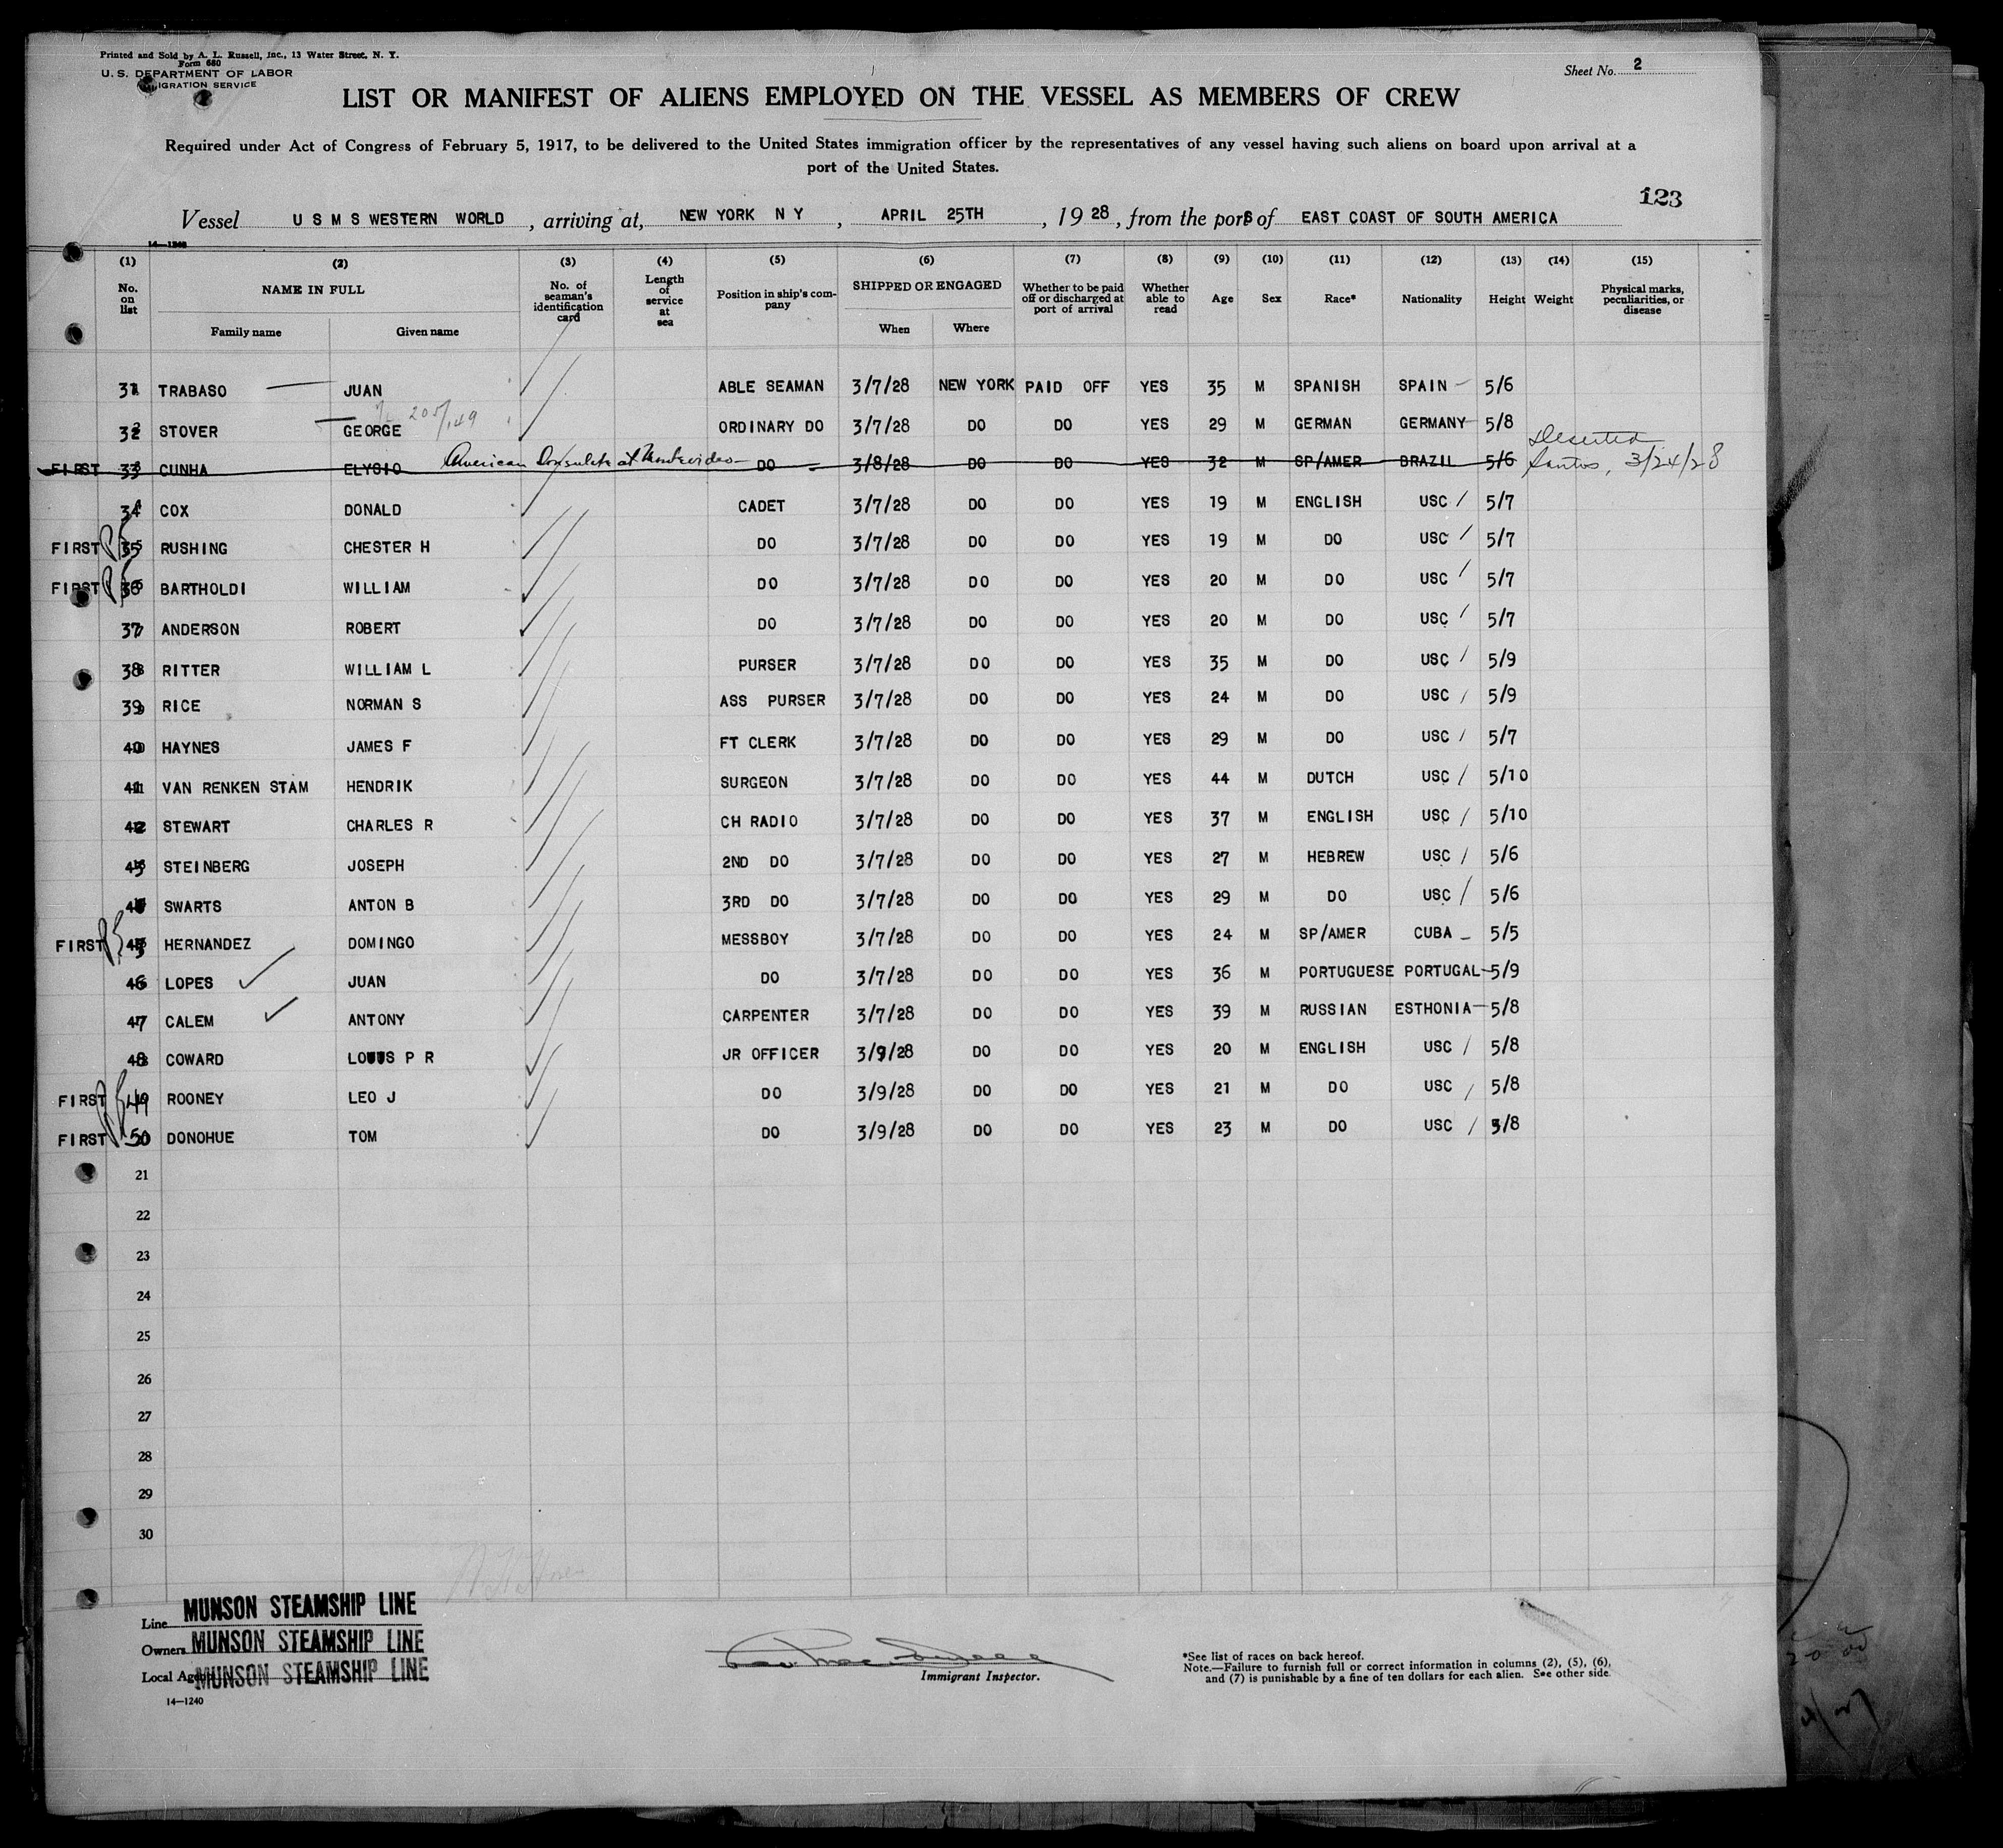 Printed and Sold by A. L. Russell, Inc., 13 Water Street, N. Y.
Form 680
U. S. DEPARTMENT OF LABOR
IGRATION SERVICE
Sheet No. 2
LIST OR MANIFEST OF ALIENS EMPLOYED ON THE VESSEL AS MEMBERS OF CREW
Required under Act of Congress of February 5, 1917, to be delivered to the United States immigration officer by the representatives of any vessel having such aliens on board upon arrival at a
port of the United States.
123
Vessel U S M S WESTERN WORLD, arriving at, NEW YORK N Y, APRIL 25TH, 1928, from the ports of EAST COAST OF SOUTH AMERICA
14—1240
(1) No. on list (2) NAME IN FULL Family name Given name (3) No. of seaman's identification card (4) Length of service at sea (5) Position in ship's company (6) SHIPPED OR ENGAGED When Where (7) Whether to be paid off or discharged at port of arrival (8) Whether able to read (9) Age (10) Sex (11) Race* (12) Nationality (13) Height (14) Weight (15) Physical marks, peculiarities, or disease
31 TRABASO JUAN ABLE SEAMAN 3/7/28 NEW YORK PAID OFF YES 35 M SPANISH SPAIN 5/6
205/149
32 STOVER GEORGE ORDINARY DO 3/7/28 DO DO YES 29 M GERMAN GERMANY 5/8
FIRST 33 CUNHA ELYSIO American Consulate at Montevideo DO 3/8/28 DO DO YES 32 M SP/AMER BRAZIL 5/6 Deserted Santos, 3/24/28
34 COX DONALD CADET 3/7/28 DO DO YES 19 M ENGLISH USC 5/7
FIRST 35 RUSHING CHESTER H DO 3/7/28 DO DO YES 19 M DO USC 5/7
FIRST 36 BARTHOLDI WILLIAM DO 3/7/28 DO DO YES 20 M DO USC 5/7
37 ANDERSON ROBERT DO 3/7/28 DO DO YES 20 M DO USC 5/7
38 RITTER WILLIAM L PURSER 3/7/28 DO DO YES 35 M DO USC 5/9
39 RICE NORMAN S ASS PURSER 3/7/28 DO DO YES 24 M DO USC 5/9
40 HAYNES JAMES F FT CLERK 3/7/28 DO DO YES 29 M DO USC 5/7
41 VAN RENKEN STAM HENDRIK SURGEON 3/7/28 DO DO YES 44 M DUTCH USC 5/10
42 STEWART CHARLES R CH RADIO 3/7/28 DO DO YES 37 M ENGLISH USC 5/10
43 STEINBERG JOSEPH 2ND DO 3/7/28 DO DO YES 27 M HEBREW USC 5/6
44 SWARTS ANTON B 3RD DO 3/7/28 DO DO YES 29 M DO USC 5/6
FIRST 45 HERNANDEZ DOMINGO MESSBOY 3/7/28 DO DO YES 24 M SP/AMER CUBA 5/5
46 LOPES JUAN DO 3/7/28 DO DO YES 36 M PORTUGUESE PORTUGAL 5/9
47 CALEM ANTONY CARPENTER 3/7/28 DO DO YES 39 M RUSSIAN ESTHONIA 5/8
48 COWARD LOUIS P R JR OFFICER 3/9/28 DO DO YES 20 M ENGLISH USC 5/8
FIRST 49 ROONEY LEO J DO 3/9/28 DO DO YES 21 M DO USC 5/8
FIRST 50 DONOHUE TOM DO 3/9/28 DO DO YES 23 M DO USC 5/8
21
22
23
24
25
26
27
28
29
30
Line MUNSON STEAMSHIP LINE
Owners MUNSON STEAMSHIP LINE
Local Agent MUNSON STEAMSHIP LINE
14—1240
Immigrant Inspector.
*See list of races on back hereof.
Note.—Failure to furnish full or correct information in columns (2), (5), (6),
and (7) is punishable by a fine of ten dollars for each alien. See other side.